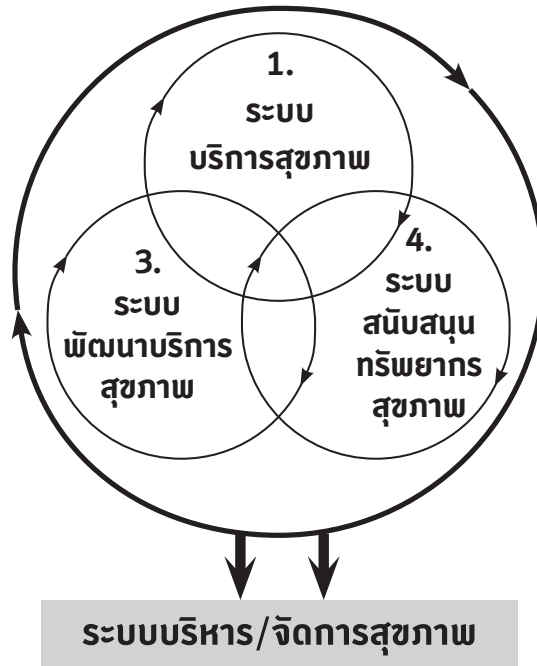 1.
ระบบ
บริการสุขภาพ
3.
ระบบ
พัฒนาบริการ
สุขภาพ
4.
ระบบ
สนับสนุน
ทรัพยากร
สุขภาพ
ระบบบริหาร/จัดการสุขภาพ